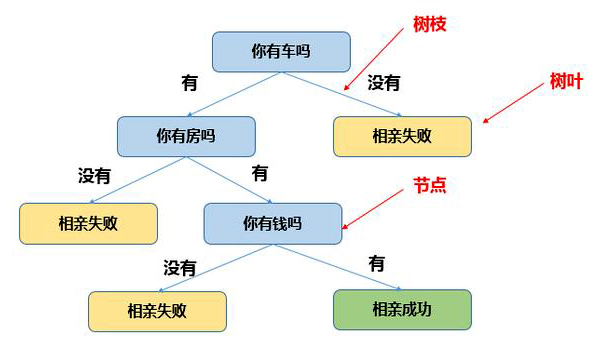 树枝
你有车吗
有
没有
树叶
你有房吗
相亲失败
没有
有
节点
相亲失败
你有钱吗
没有
有
相亲失败
相亲成功